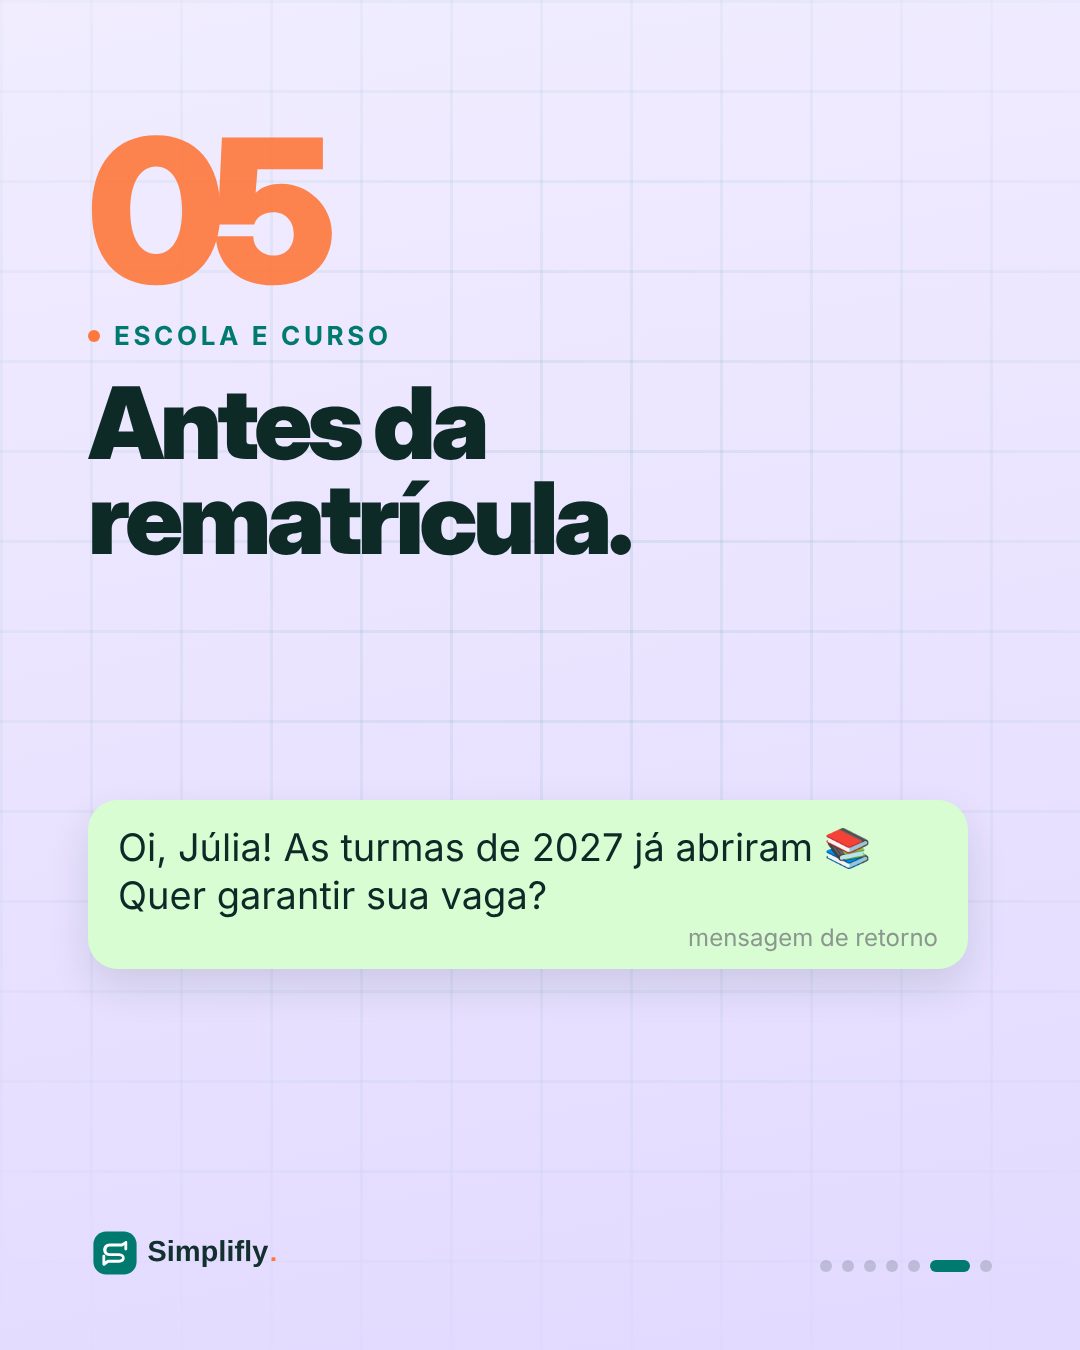 05
ESCOLA E CURSO
Antes da
rematrícula.
Oi, Júlia! As turmas de 2027 já abriram 📚
Quer garantir sua vaga?
mensagem de retorno
Simplifly.